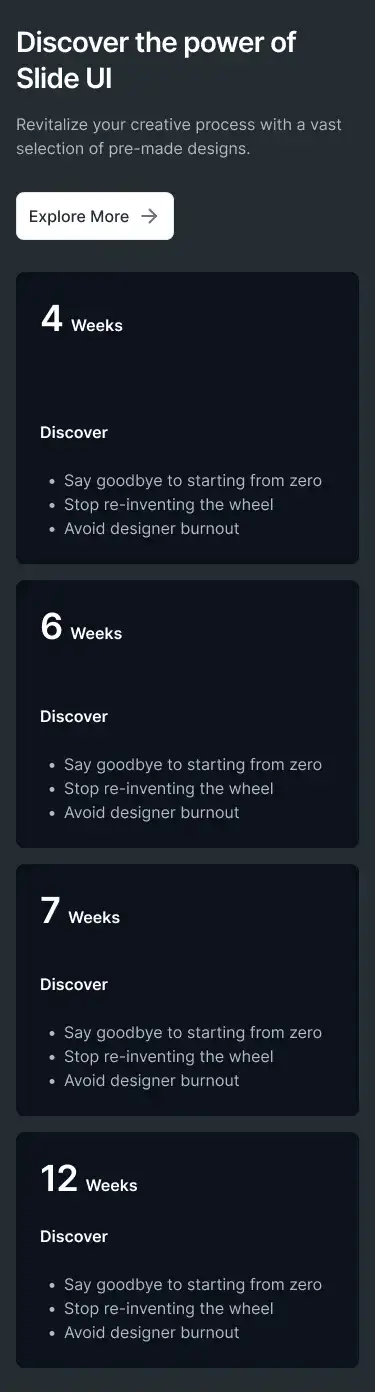 Discover the power of
Slide UI
Revitalize your creative process with a vast
selection of pre-made designs.
Explore More
4 Weeks
Discover
• Say goodbye to starting from zero
• Stop re-inventing the wheel
• Avoid designer burnout
6 Weeks
Discover
• Say goodbye to starting from zero
• Stop re-inventing the wheel
• Avoid designer burnout
7 Weeks
Discover
• Say goodbye to starting from zero
• Stop re-inventing the wheel
• Avoid designer burnout
12 Weeks
Discover
• Say goodbye to starting from zero
• Stop re-inventing the wheel
• Avoid designer burnout